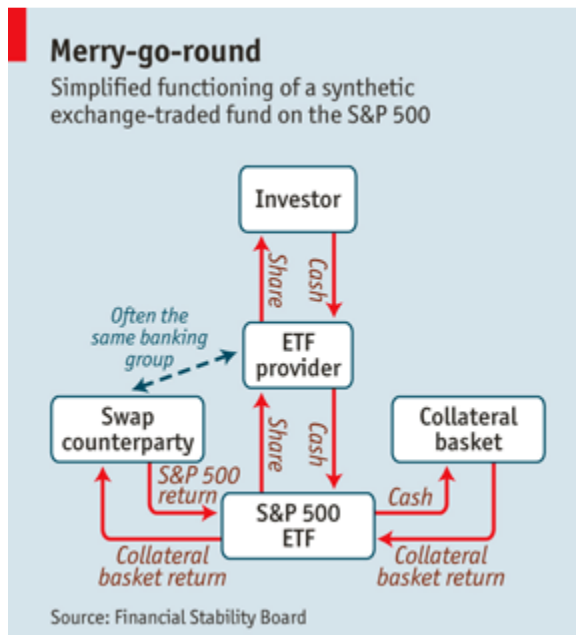 Merry-go-round
Simplified functioning of a synthetic
exchange-traded fund on the S&P 500
Investor
Share
Cash
Often the
same banking
group
ETF
provider
Swap
counterparty
Share
Cash
Collateral
basket
S&P 500
return
S&P 500
ETF
Cash
Collateral
basket return
Collateral
basket return
Source: Financial Stability Board